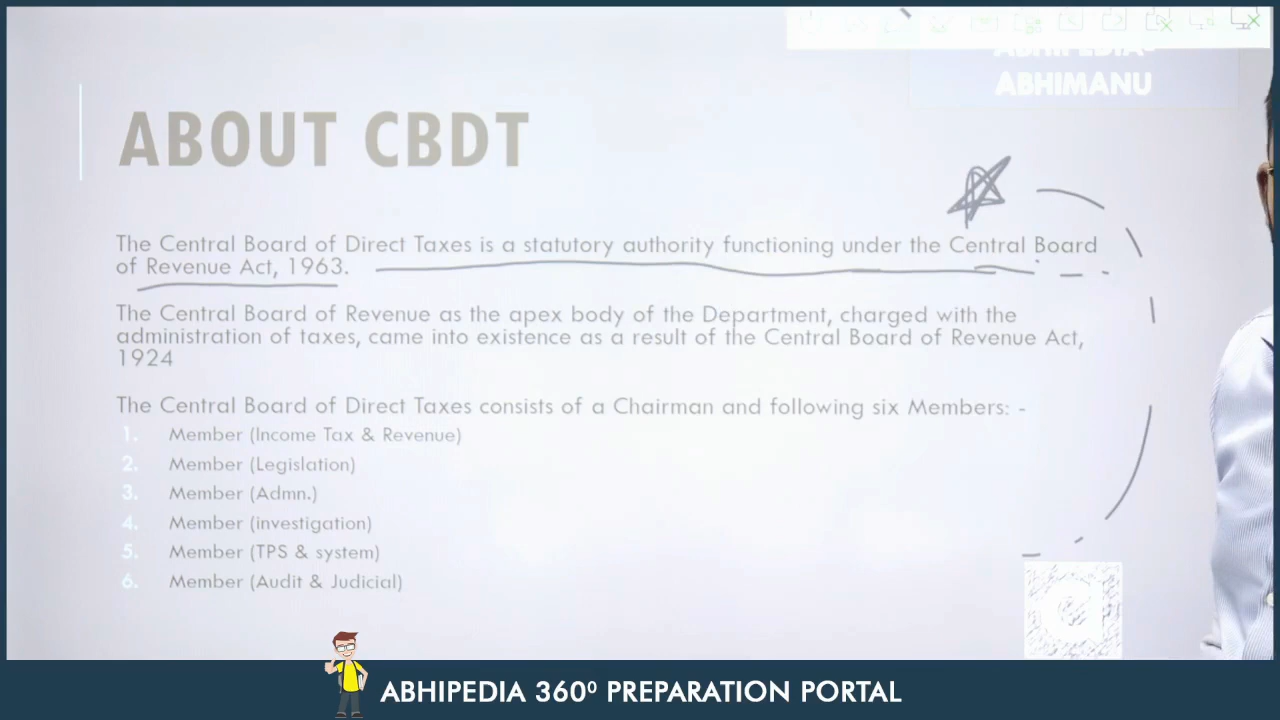 ABHIPEDIA-
ABHIMANU
ABOUT CBDT
The Central Board of Direct Taxes is a statutory authority functioning under the Central Board
of Revenue Act, 1963.
The Central Board of Revenue as the apex body of the Department, charged with the
administration of taxes, came into existence as a result of the Central Board of Revenue Act,
1924
The Central Board of Direct Taxes consists of a Chairman and following six Members: -
1. Member (Income Tax & Revenue)
2. Member (Legislation)
3. Member (Admn.)
4. Member (investigation)
5. Member (TPS & system)
6. Member (Audit & Judicial)
ABHIPEDIA 360⁰ PREPARATION PORTAL